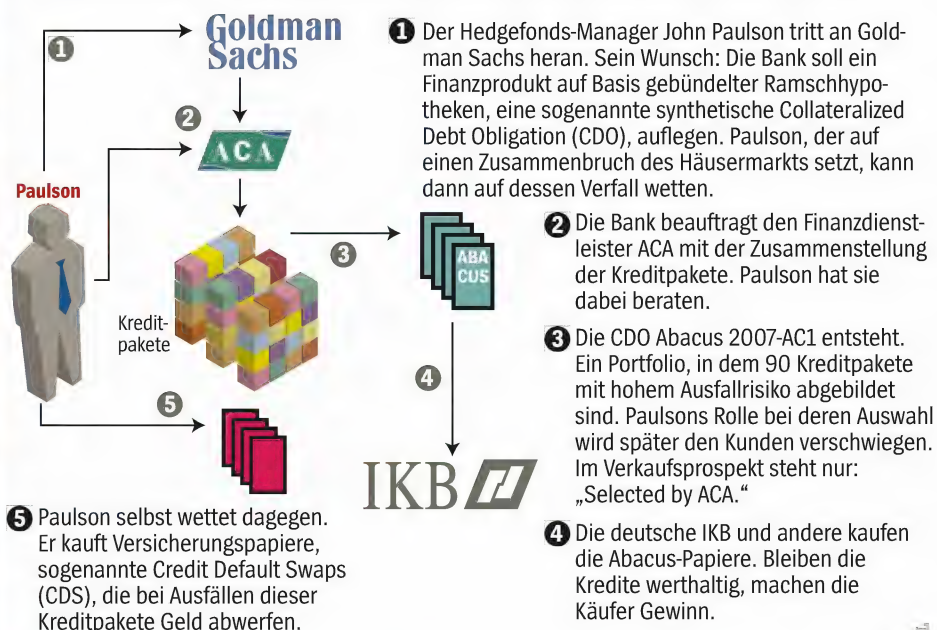 Goldman
Sachs
1
2
ACA
Paulson
Kredit-
pakete
3
ABA
CUS
4
5
IKB
1 Der Hedgefonds-Manager John Paulson tritt an Gold-
man Sachs heran. Sein Wunsch: Die Bank soll ein
Finanzprodukt auf Basis gebündelter Ramschhypo-
theken, eine sogenannte synthetische Collateralized
Debt Obligation (CDO), auflegen. Paulson, der auf
einen Zusammenbruch des Häusermarkts setzt, kann
dann auf dessen Verfall wetten.
2 Die Bank beauftragt den Finanzdienst-
leister ACA mit der Zusammenstellung
der Kreditpakete. Paulson hat sie
dabei beraten.
3 Die CDO Abacus 2007-AC1 entsteht.
Ein Portfolio, in dem 90 Kreditpakete
mit hohem Ausfallrisiko abgebildet
sind. Paulsons Rolle bei deren Auswahl
wird später den Kunden verschwiegen.
Im Verkaufsprospekt steht nur:
„Selected by ACA.“
4 Die deutsche IKB und andere kaufen
die Abacus-Papiere. Bleiben die
Kredite werthaltig, machen die
Käufer Gewinn.
5 Paulson selbst wettet dagegen.
Er kauft Versicherungspapiere,
sogenannte Credit Default Swaps
(CDS), die bei Ausfällen dieser
Kreditpakete Geld abwerfen.